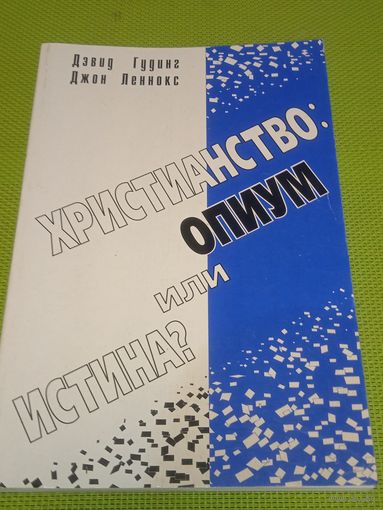 Дэвид Гудинг
Джон Леннокс
ХРИСТИАНСТВО:
ОПИУМ
ИЛИ
ИСТИНА?